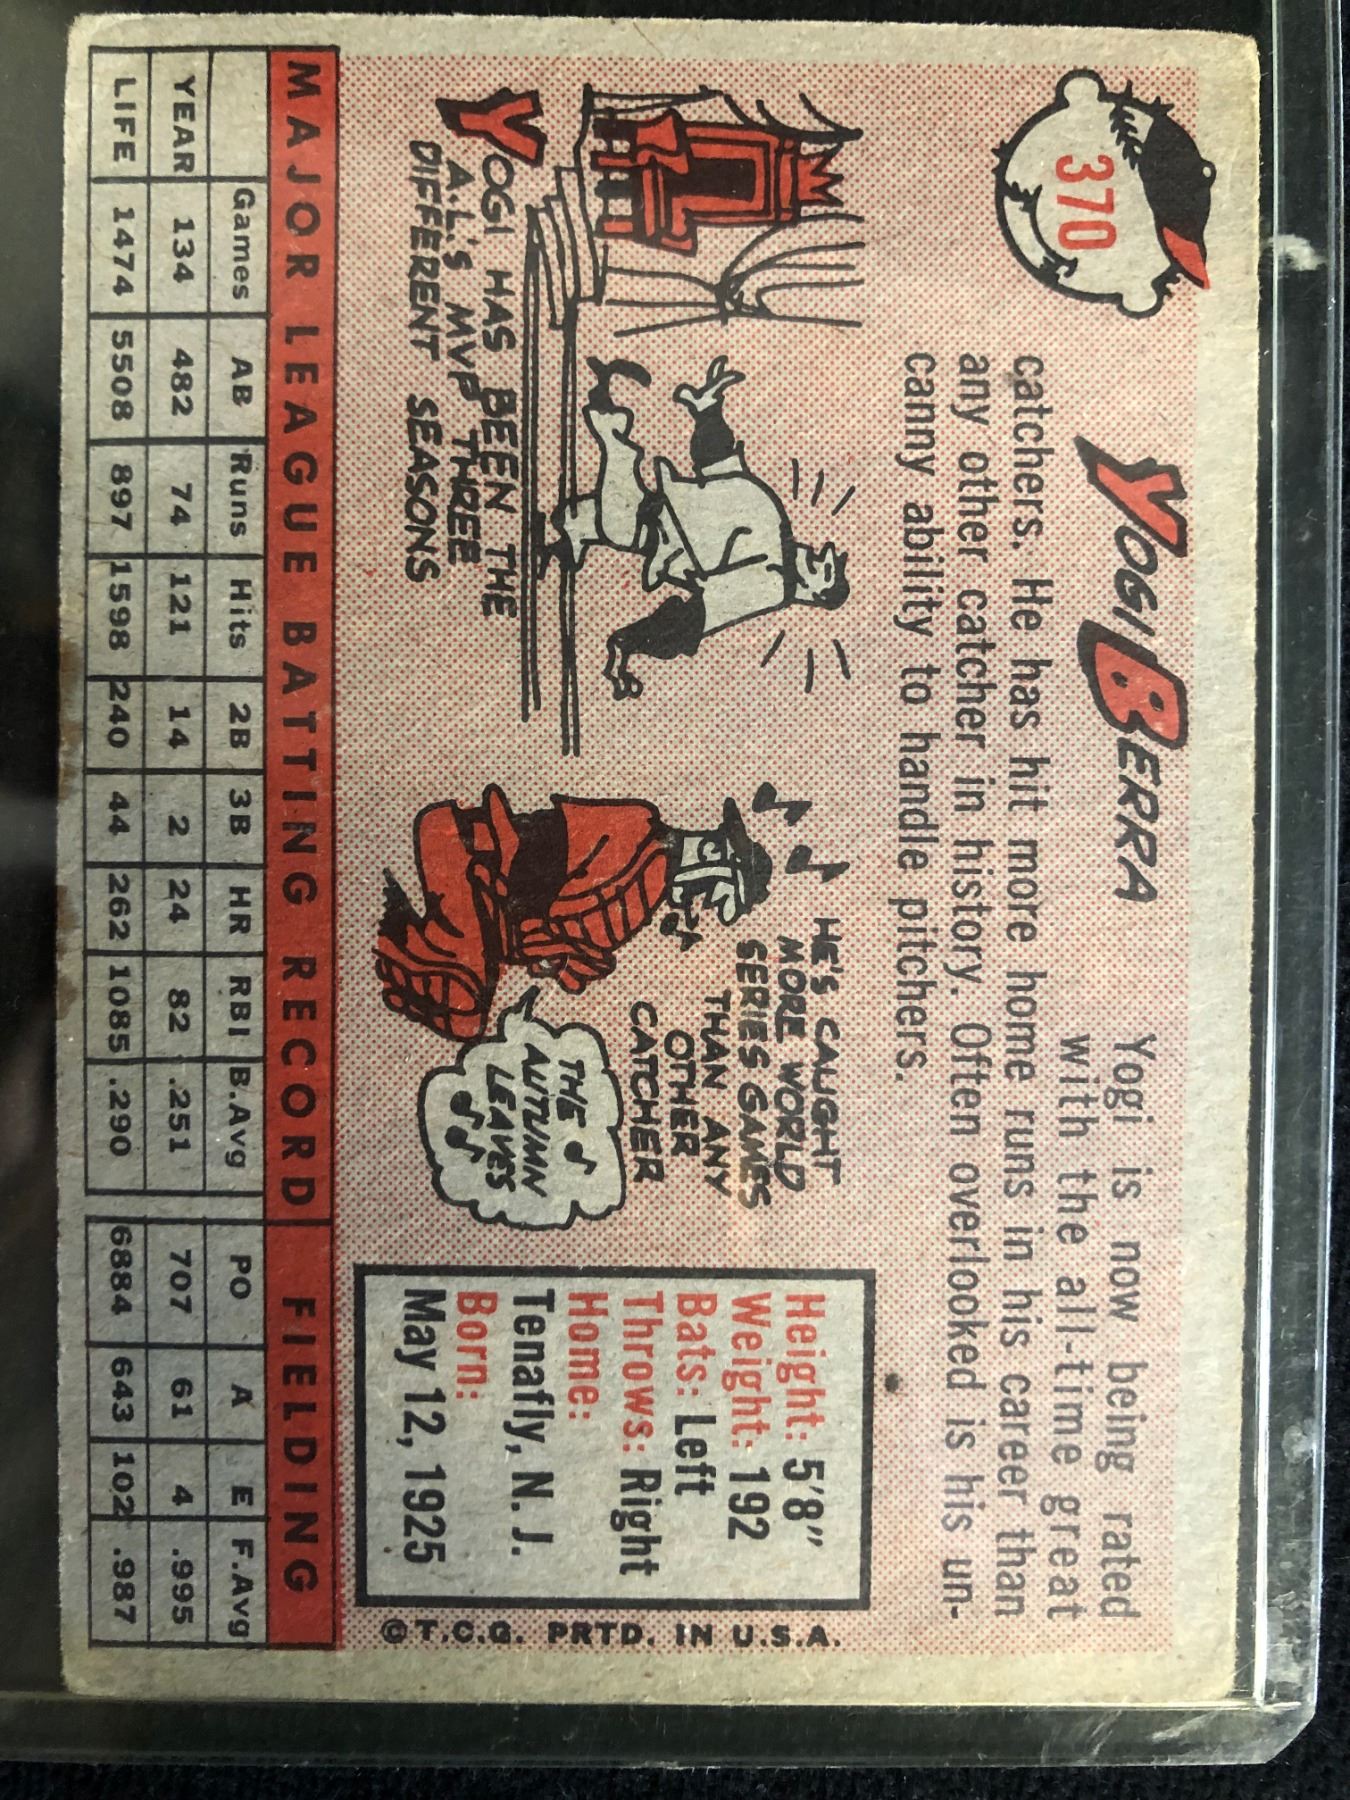 370
YOGI BERRA
Yogi is now being rated
with the all-time great
catchers. He has hit more home runs in his career than
any other catcher in history. Often overlooked is his un-
canny ability to handle pitchers.
YOGI HAS BEEN THE
A.L.'S MVP THREE
DIFFERENT SEASONS
HE'S CAUGHT
MORE WORLD
SERIES GAMES
THAN ANY
OTHER
CATCHER
THE
AUTUMN
LEAVES
Height: 5'8"
Weight: 192
Bats: Left
Throws: Right
Home:
Tenafly, N. J.
Born:
May 12, 1925
©T.C.G. PRTD. IN U.S.A.
MAJOR LEAGUE BATTING RECORD FIELDING
Games AB Runs Hits 2B 3B HR RBI B.Avg PO A E F.Avg
YEAR 134 482 74 121 14 2 24 82 .251 707 61 4 .995
LIFE 1474 5508 897 1598 240 44 262 1085 .290 6884 643 102 .987